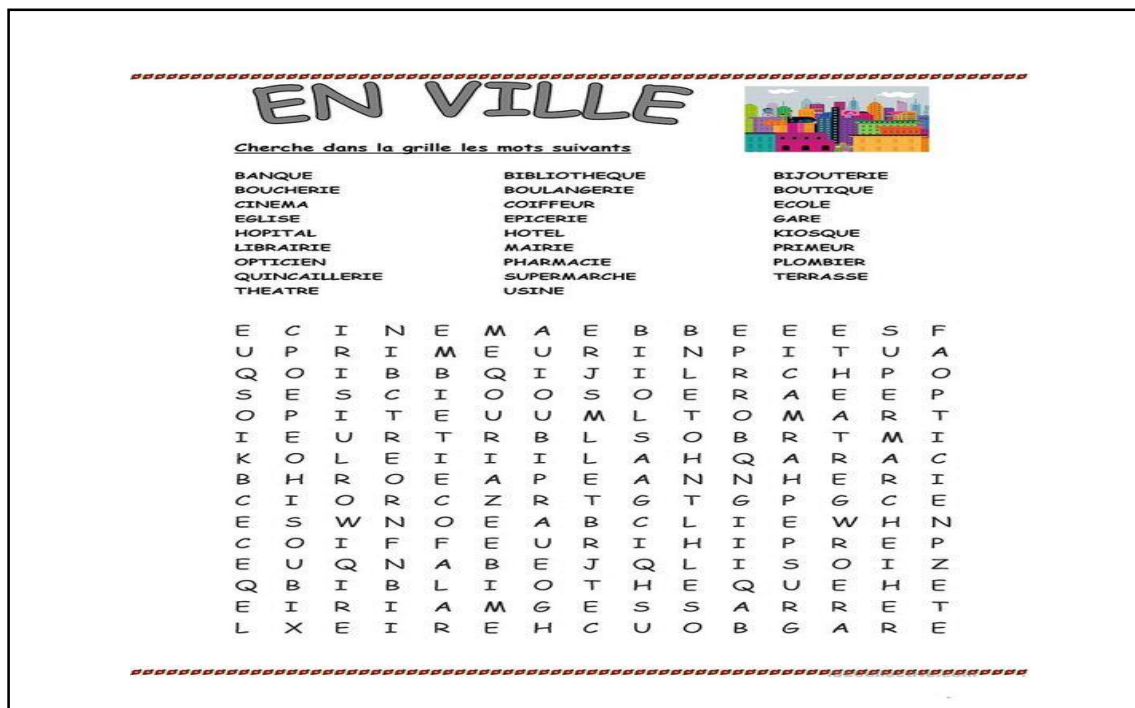 EN VILLE
Cherche dans la grille les mots suivants
BANQUE BIBLIOTHEQUE BIJOUTERIE
BOUCHERIE BOULANGERIE BOUTIQUE
CINEMA COIFFEUR ECOLE
EGLISE EPICERIE GARE
HOPITAL HOTEL KIOSQUE
LIBRAIRIE MAIRIE PRIMEUR
OPTICIEN PHARMACIE PLOMBIER
QUINCAILLERIE SUPERMARCHE TERRASSE
THEATRE USINE
E C I N E M A E B B E E E S F
U P R I M E U R I N P I T U A
Q O I B B Q I J I L R C H P O
S E S C I O O S O E R A E E P
O P I T E U U M L T O M A R T
I E U R T R B L S O B R T M I
K O L E I I I L A H Q A R A C
B H R O E A P E A N N H E R I
C I O R C Z R T G T G P G C E
E S W N O E A B C L I E W H N
C O I F F E U R I H I P R E P
E U Q N A B E J Q L I S O I Z
Q B I B L I O T H E Q U E H E
E I R I A M G E S S A R R E T
L X E I R E H C U O B G A R E